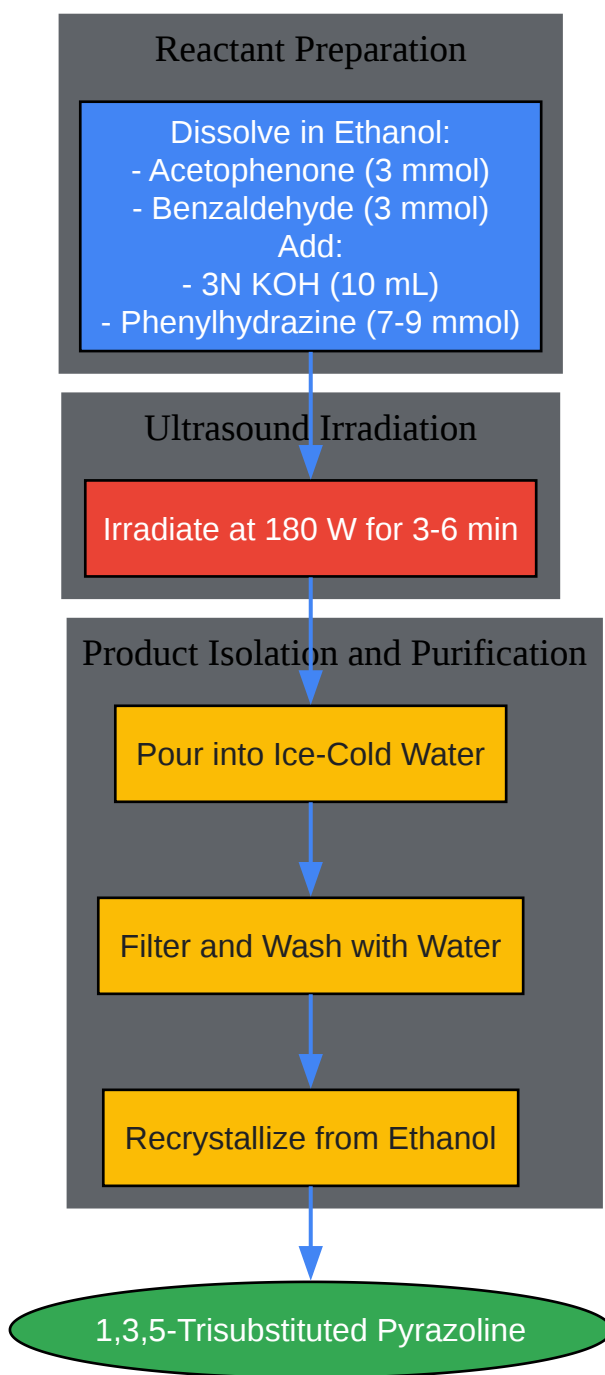 Reactant Preparation
Dissolve in Ethanol:
- Acetophenone (3 mmol)
- Benzaldehyde (3 mmol)
Add:
- 3N KOH (10 mL)
- Phenylhydrazine (7-9 mmol)
Ultrasound Irradiation
Irradiate at 180 W for 3-6 min
Product Isolation and Purification
Pour into Ice-Cold Water
Filter and Wash with Water
Recrystallize from Ethanol
1,3,5-Trisubstituted Pyrazoline